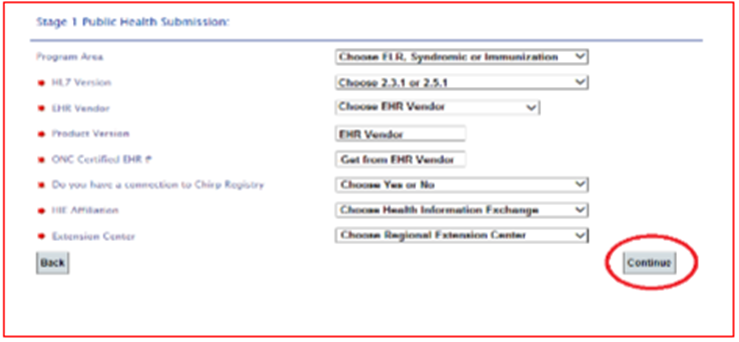 Stage 1 Public Health Submission:
Program Area Choose ELR, Syndromic or Immunization
HL7 Version Choose 2.3.1 or 2.5.1
EHR Vendor Choose EHR Vendor
Product Version EHR Vendor
ONC Certified EHR # Get from EHR Vendor
Do you have a connection to Chirp Registry Choose Yes or No
HIE Affiliation Choose Health Information Exchange
Extension Center Choose Regional Extension Center
Back Continue